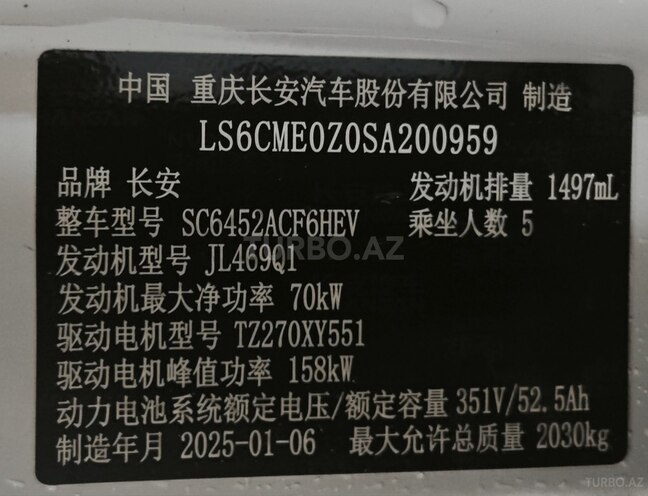 中国 重庆长安汽车股份有限公司 制造
LS6CME0Z0SA200959
品牌 长安 发动机排量 1497mL
整车型号 SC6452ACF6HEV 乘坐人数 5
发动机型号 JL469Q1
发动机最大净功率 70kW
驱动电机型号 TZ270XY551
驱动电机峰值功率 158kW
动力电池系统额定电压/额定容量 351V/52.5Ah
制造年月 2025-01-06 最大允许总质量 2030kg
TURBO.AZ
TURBO.AZ